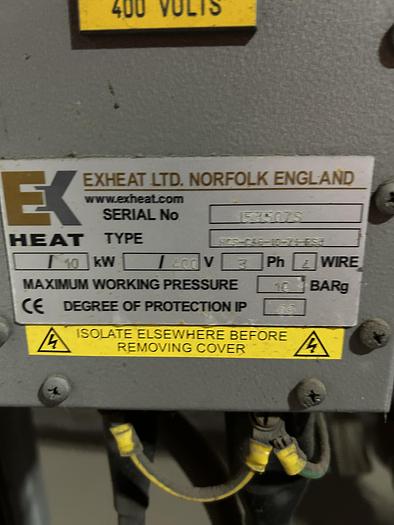 400 VOLTS
EX HEAT
EXHEAT LTD. NORFOLK ENGLAND
www.exheat.com
SERIAL No
TYPE
/ 10 kW / 400 V 3 Ph 4 WIRE
MAXIMUM WORKING PRESSURE 10 BARg
CE DEGREE OF PROTECTION IP
ISOLATE ELSEWHERE BEFORE
REMOVING COVER